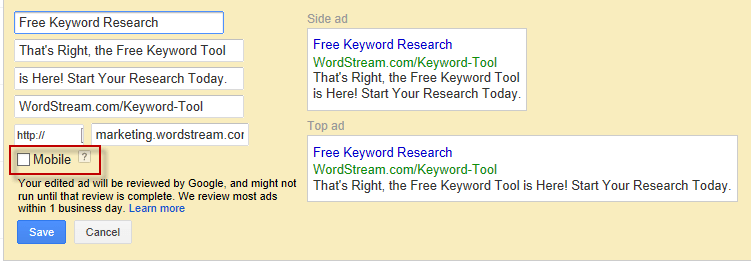 Free Keyword Research
That's Right, the Free Keyword Tool
is Here! Start Your Research Today.
WordStream.com/Keyword-Tool
http:// marketing.wordstream.com
Mobile ?
Your edited ad will be reviewed by Google, and might not
run until that review is complete. We review most ads
within 1 business day. Learn more
Save Cancel
Side ad
Free Keyword Research
WordStream.com/Keyword-Tool
That's Right, the Free Keyword Tool
is Here! Start Your Research Today.
Top ad
Free Keyword Research
WordStream.com/Keyword-Tool
That's Right, the Free Keyword Tool is Here! Start Your Research Today.